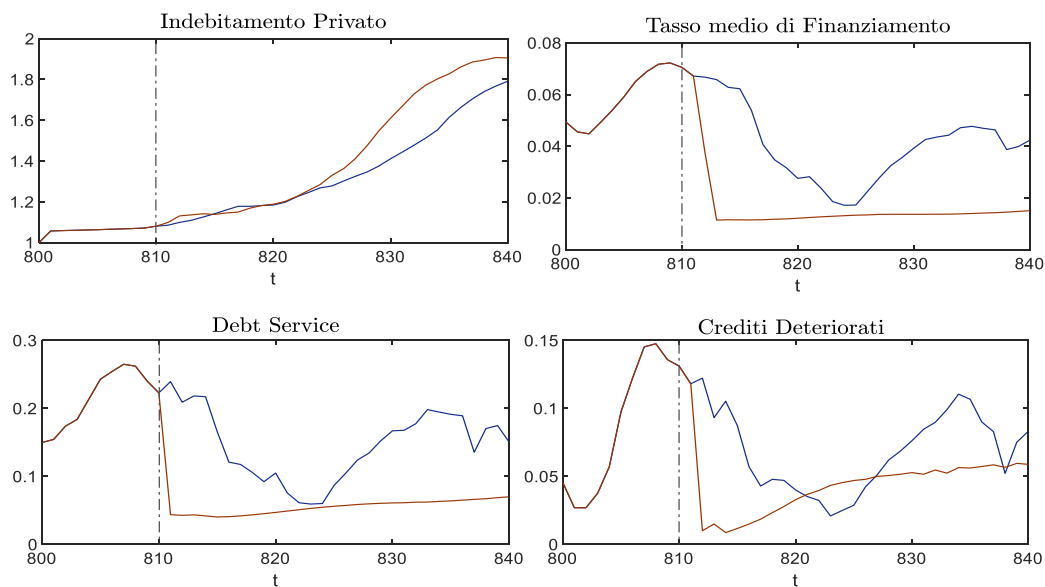 Indebitamento Privato
2
1.8
1.6
1.4
1.2
1
800 810 820 830 840
t
Tasso medio di Finanziamento
0.08
0.06
0.04
0.02
0
800 810 820 830 840
t
Debt Service
0.3
0.2
0.1
0
800 810 820 830 840
t
Crediti Deteriorati
0.15
0.1
0.05
0
800 810 820 830 840
t